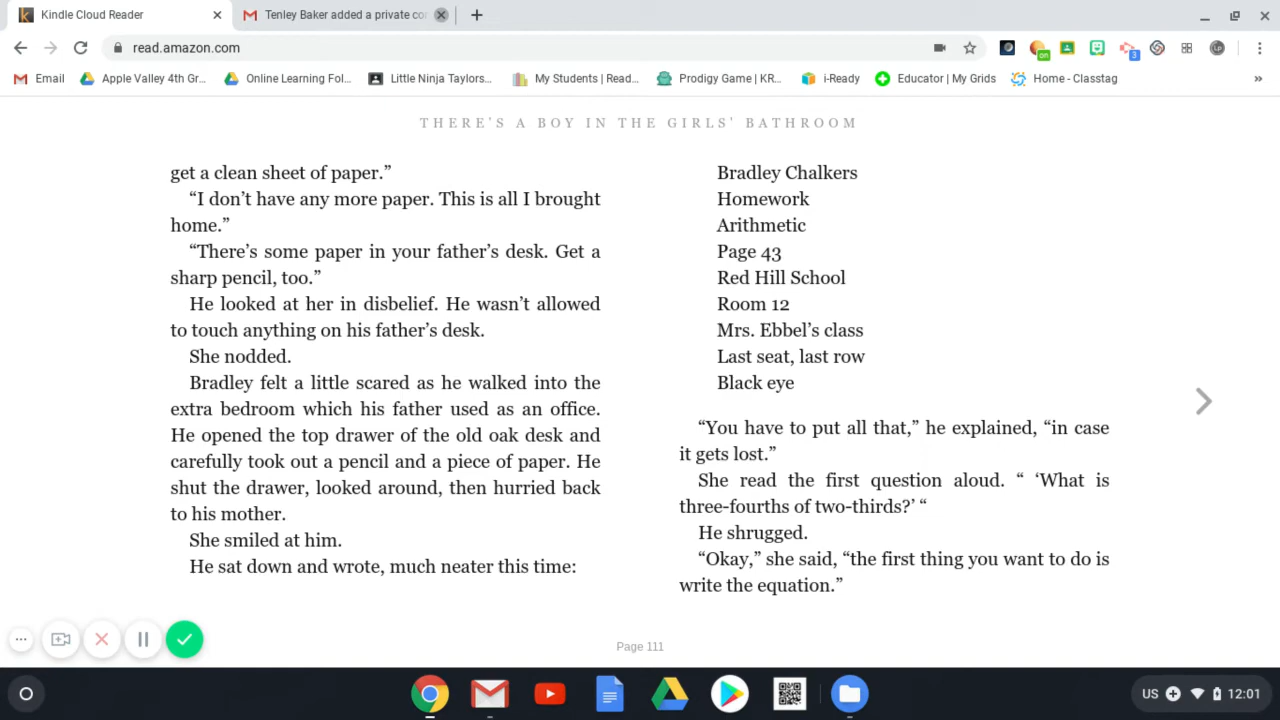 Kindle Cloud Reader
Tenley Baker added a private cor
read.amazon.com
on
3
LP
Email
Apple Valley 4th Gr...
Online Learning Fol...
Little Ninja Taylors...
My Students | Read...
Prodigy Game | KR...
i-Ready
Educator | My Grids
Home - Classtag
»
THERE'S A BOY IN THE GIRLS' BATHROOM
get a clean sheet of paper.”
“I don’t have any more paper. This is all I brought
home.”
“There’s some paper in your father’s desk. Get a
sharp pencil, too.”
He looked at her in disbelief. He wasn’t allowed
to touch anything on his father’s desk.
She nodded.
Bradley felt a little scared as he walked into the
extra bedroom which his father used as an office.
He opened the top drawer of the old oak desk and
carefully took out a pencil and a piece of paper. He
shut the drawer, looked around, then hurried back
to his mother.
She smiled at him.
He sat down and wrote, much neater this time:
Bradley Chalkers
Homework
Arithmetic
Page 43
Red Hill School
Room 12
Mrs. Ebbel’s class
Last seat, last row
Black eye
“You have to put all that,” he explained, “in case
it gets lost.”
She read the first question aloud. “ ‘What is
three-fourths of two-thirds?’ “
He shrugged.
“Okay,” she said, “the first thing you want to do is
write the equation.”
Page 111
US
12:01